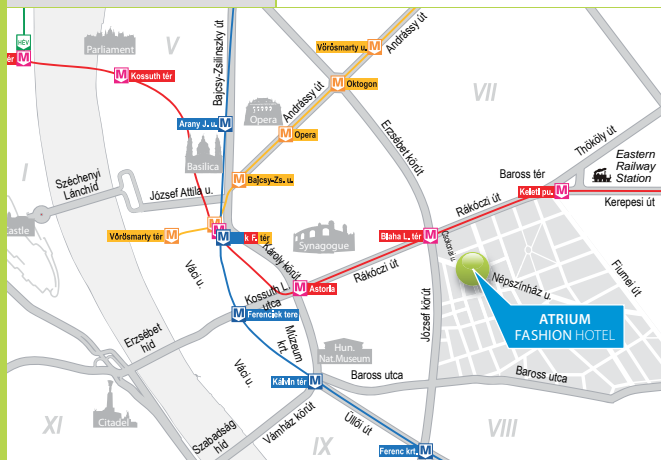 HÉV
M
ér
Parliament
V
Bajcsy-Zsilinszky út
Vörösmarty u.
M
Andrássy út
M
Kossuth tér
M
Oktogon
VII
Andrássy út
Arany J. u.
M
Opera
M
Opera
Erzsébet körút
Basilica
Thököly út
I
Széchenyi
Lánchíd
M
Bajcsy-Zs. u.
Baross tér
Eastern
Railway
Station
József Attila u.
Keleti pu.
M
Kerepesi út
Castle
Rákóczi út
Vörösmarty tér
M
M
M
k F. tér
Synagogue
Blaha L. tér
M
Csokonai u.
Károly körút
Váci u.
Rákóczi út
Népszínház u.
Fiumei út
Kossuth L.
utca
M
Astoria
M
Ferenciek tere
József körút
ATRIUM
FASHION HOTEL
Erzsébet
híd
Múzeum
krt.
Hun.
Nat.Museum
Váci u.
Kálvin tér
M
Baross utca
Baross utca
XI
Citadel
Szabadság
híd
Vámház körút
IX
Üllői út
VIII
Ferenc krt.
M